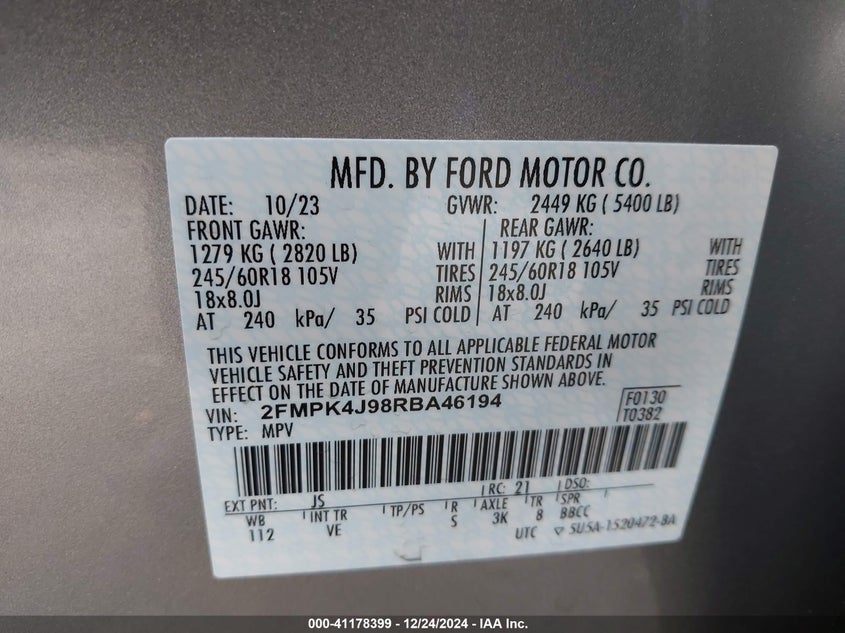 MFD. BY FORD MOTOR CO.
DATE: 10/23 GVWR: 2449 KG ( 5400 LB)
FRONT GAWR: REAR GAWR:
1279 KG ( 2820 LB) WITH 1197 KG ( 2640 LB) WITH
245/60R18 105V TIRES 245/60R18 105V TIRES
18x8.0J RIMS 18x8.0J RIMS
AT 240 kPa/ 35 PSI COLD AT 240 kPa/ 35 PSI COLD
THIS VEHICLE CONFORMS TO ALL APPLICABLE FEDERAL MOTOR
VEHICLE SAFETY AND THEFT PREVENTION STANDARDS IN
EFFECT ON THE DATE OF MANUFACTURE SHOWN ABOVE.
VIN: 2FMPK4J98RBA46194 F0130
TYPE: MPV T0382
EXT PNT: JS RC: 21 DSO:
WB INT TR TP/PS R AXLE TR SPR
112 VE S 3K 8 BBCC
UTC ▽ SU5A-1520472-BA
000-41178399 - 12/24/2024 - IAA Inc.